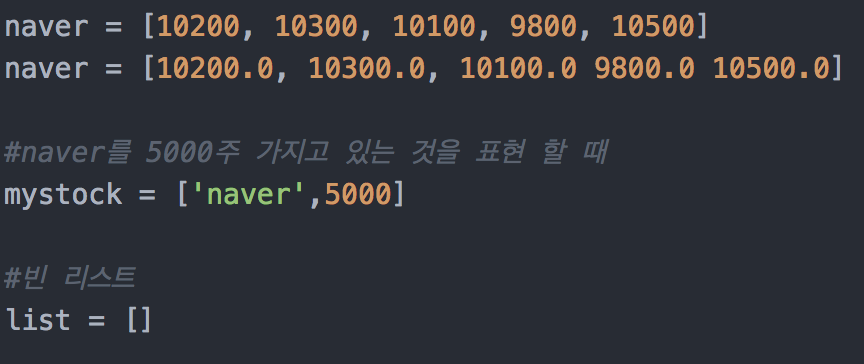 naver = [10200, 10300, 10100, 9800, 10500]
naver = [10200.0, 10300.0, 10100.0 9800.0 10500.0]
#naver를 5000주 가지고 있는 것을 표현 할 때
mystock = ['naver',5000]
#빈 리스트
list = []